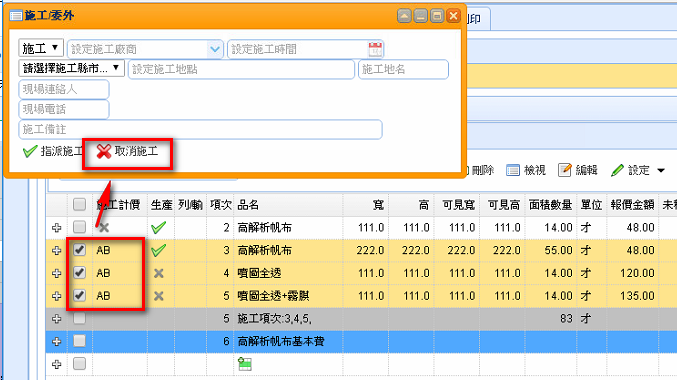 施工/委外
列印
施工 設定施工廠商 設定施工時間
請選擇施工縣市... 設定施工地點 施工地名
現場連絡人
現場電話
施工備註
指派施工 取消施工
刪除 檢視 編輯 設定
施工計價 生產 列/輸 項次 品名 寬 高 可見寬 可見高 面積數量 單位 報價金額
2 高解析帆布 111.0 111.0 111.0 111.0 14.00 才 48.00
AB 3 高解析帆布 222.0 222.0 222.0 222.0 55.00 才 48.00
AB 4 噴圖全透 111.0 111.0 111.0 111.0 14.00 才 120.00
AB 5 噴圖全透+霧膜 111.0 111.0 111.0 111.0 14.00 才 135.00
5 施工項次:3,4,5, 83 才
6 高解析帆布基本費